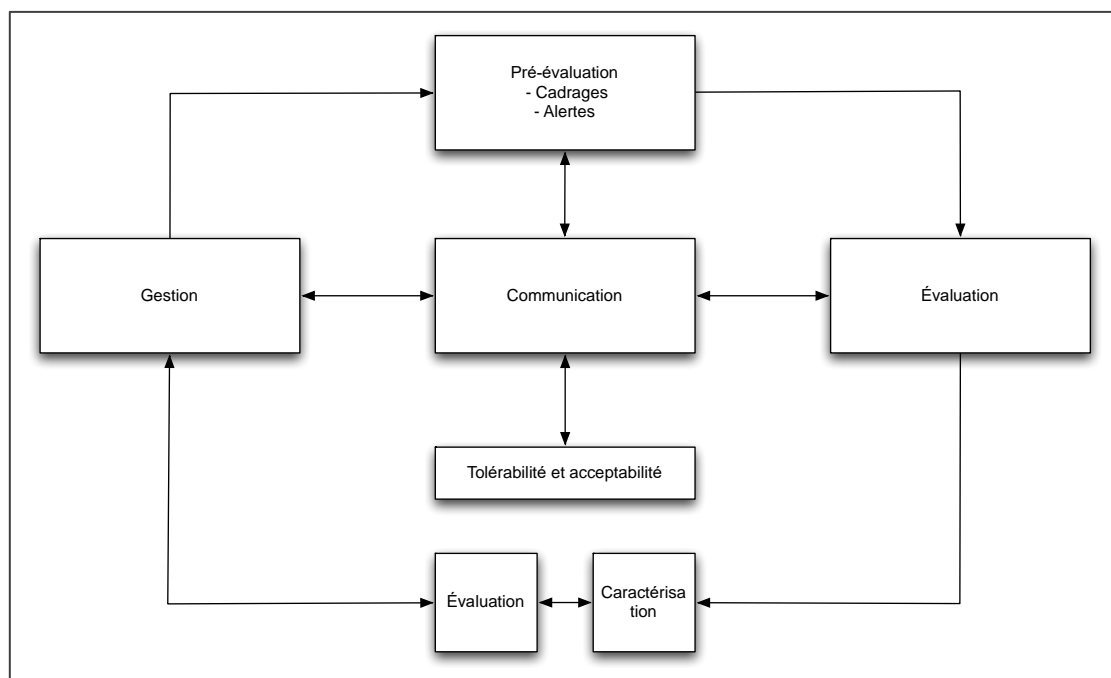 Pré-évaluation
- Cadrages
- Alertes
Gestion
Communication
Évaluation
Tolérabilité et acceptabilité
Évaluation
Caractérisa
tion